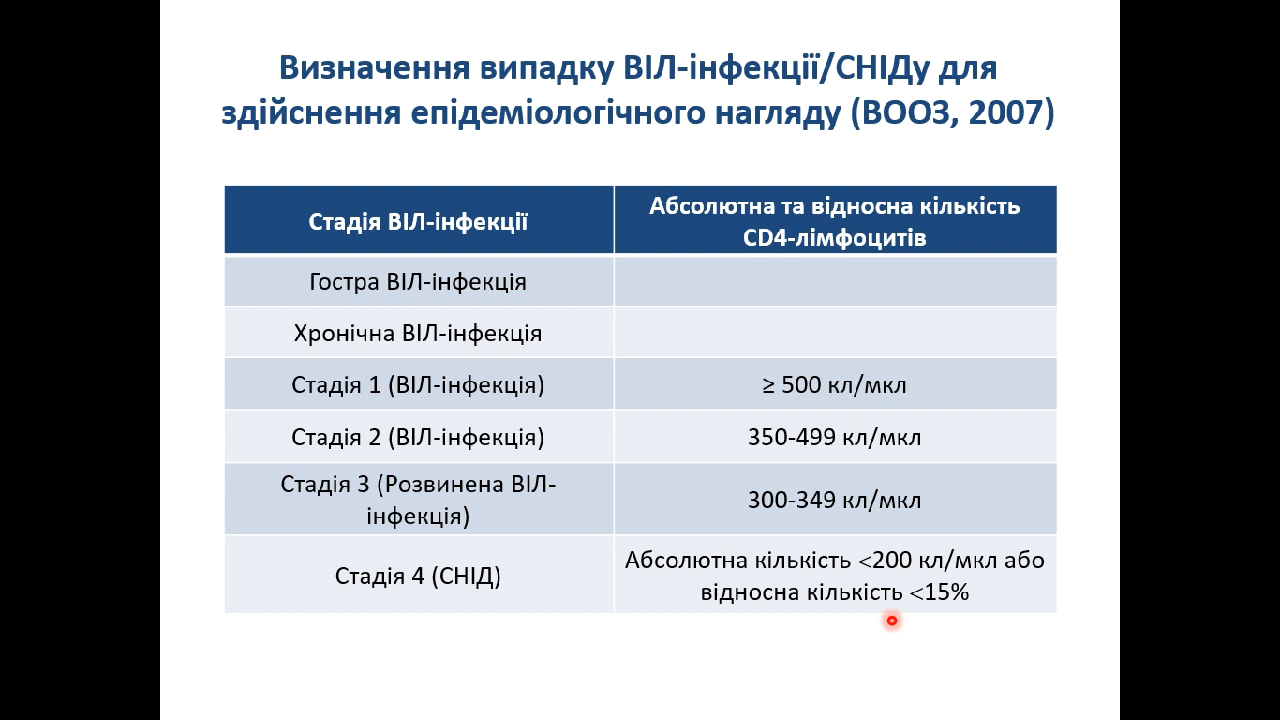 Визначення випадку ВІЛ-інфекції/СНІДу для
здійснення епідеміологічного нагляду (ВООЗ, 2007)
Стадія ВІЛ-інфекції
Абсолютна та відносна кількість
CD4-лімфоцитів
Гостра ВІЛ-інфекція
Хронічна ВІЛ-інфекція
Стадія 1 (ВІЛ-інфекція)
≥ 500 кл/мкл
Стадія 2 (ВІЛ-інфекція)
350-499 кл/мкл
Стадія 3 (Розвинена ВІЛ-
інфекція)
300-349 кл/мкл
Стадія 4 (СНІД)
Абсолютна кількість <200 кл/мкл або
відносна кількість <15%